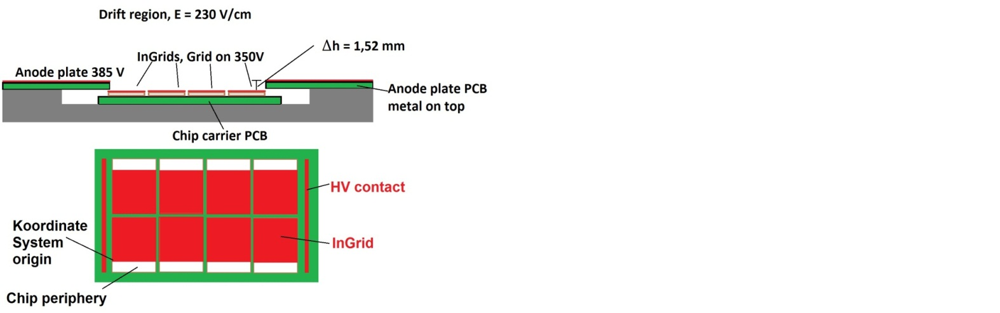 Drift region, E = 230 V/cm
Δh = 1,52 mm
InGrids, Grid on 350V
Anode plate 385 V
Anode plate PCB
metal on top
Chip carrier PCB
HV contact
Koordinate
System
origin
InGrid
Chip periphery